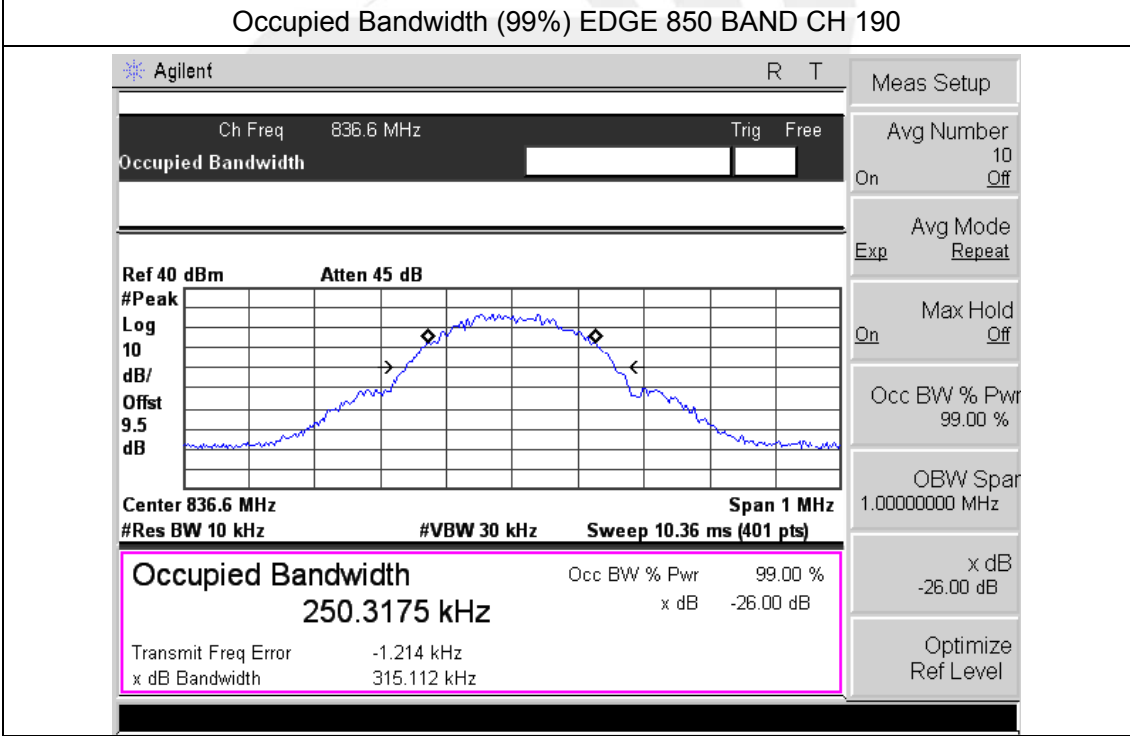 Occupied Bandwidth (99%) EDGE 850 BAND CH 190
Agilent R T
Ch Freq 836.6 MHz Trig Free
Occupied Bandwidth
Ref 40 dBm Atten 45 dB
#Peak
Log
10
dB/
Offst
9.5
dB
Center 836.6 MHz Span 1 MHz
#Res BW 10 kHz #VBW 30 kHz Sweep 10.36 ms (401 pts)
Occupied Bandwidth Occ BW % Pwr 99.00 %
250.3175 kHz x dB -26.00 dB
Transmit Freq Error -1.214 kHz
x dB Bandwidth 315.112 kHz
Meas Setup
Avg Number
10
On Off
Avg Mode
Exp Repeat
Max Hold
On Off
Occ BW % Pwr
99.00 %
OBW Span
1.00000000 MHz
x dB
-26.00 dB
Optimize
Ref Level